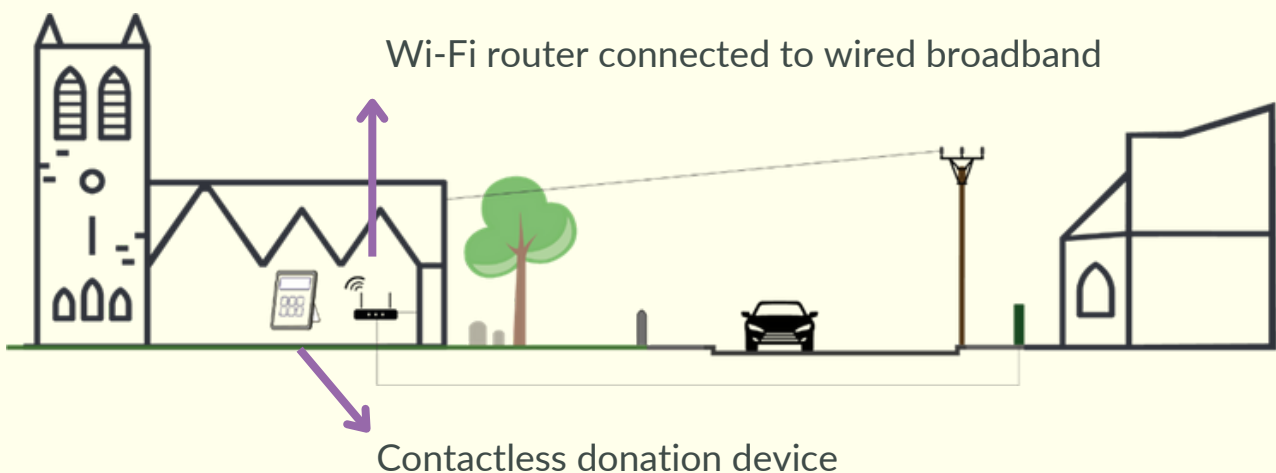 Wi-Fi router connected to wired broadband
Contactless donation device